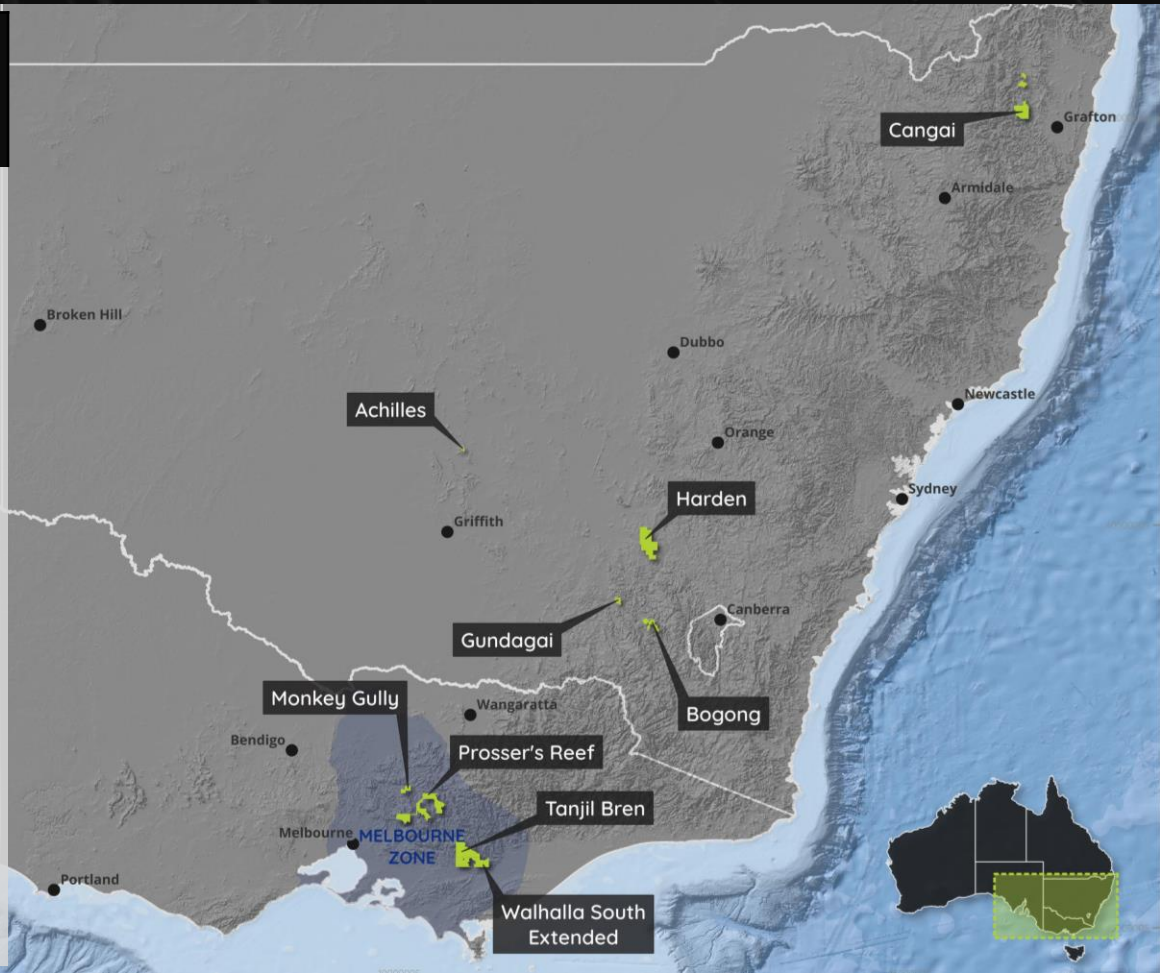 Cangai
Grafton
Armidale
Broken Hill
Dubbo
Achilles
Newcastle
Orange
Harden
Sydney
Griffith
Canberra
Gundagai
Monkey Gully
Wangaratta
Bogong
Bendigo
Prosser's Reef
Tanjil Bren
Melbourne
MELBOURNE
ZONE
Portland
Walhalla South
Extended